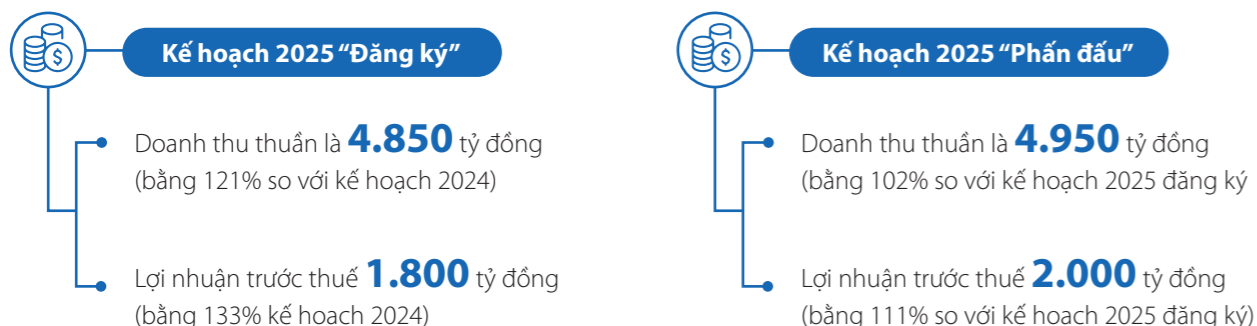 Kế hoạch 2025 “Đăng ký”
Doanh thu thuần là 4.850 tỷ đồng
(bằng 121% so với kế hoạch 2024)
Lợi nhuận trước thuế 1.800 tỷ đồng
(bằng 133% kế hoạch 2024)
Kế hoạch 2025 “Phấn đấu”
Doanh thu thuần là 4.950 tỷ đồng
(bằng 102% so với kế hoạch 2025 đăng ký
Lợi nhuận trước thuế 2.000 tỷ đồng
(bằng 111% so với kế hoạch 2025 đăng ký)